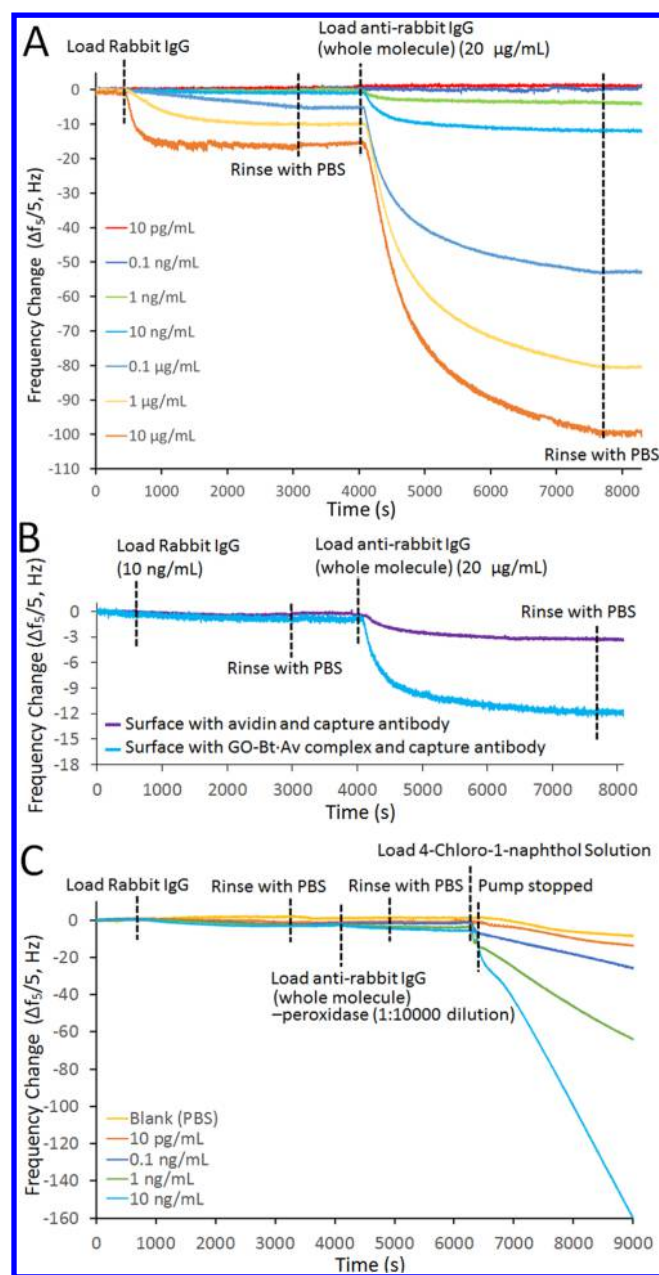 A
Load Rabbit IgG
Load anti-rabbit IgG
(whole molecule) (20 µg/mL)
10
0
-10
-20
-30
-40
-50
-60
-70
-80
-90
-100
-110
Frequency Change (Δf₅/5, Hz)
Rinse with PBS
10 pg/mL
0.1 ng/mL
1 ng/mL
10 ng/mL
0.1 µg/mL
1 µg/mL
10 µg/mL
Rinse with PBS
0 1000 2000 3000 4000 5000 6000 7000 8000
Time (s)
B
Load Rabbit IgG
(10 ng/mL)
Load anti-rabbit IgG
(whole molecule) (20 µg/mL)
Rinse with PBS
0
-3
-6
-9
-12
-15
-18
Frequency Change (Δf₅/5, Hz)
Rinse with PBS
Surface with avidin and capture antibody
Surface with GO-Bt·Av complex and capture antibody
0 1000 2000 3000 4000 5000 6000 7000 8000
Time (s)
C
Load 4-Chloro-1-naphthol Solution
Load Rabbit IgG
Rinse with PBS
Rinse with PBS
Pump stopped
20
0
-20
-40
-60
-80
-100
-120
-140
-160
Frequency Change (Δf₅/5, Hz)
Load anti-rabbit IgG
(whole molecule)
–peroxidase (1:10000 dilution)
Blank (PBS)
10 pg/mL
0.1 ng/mL
1 ng/mL
10 ng/mL
0 1000 2000 3000 4000 5000 6000 7000 8000 9000
Time (s)